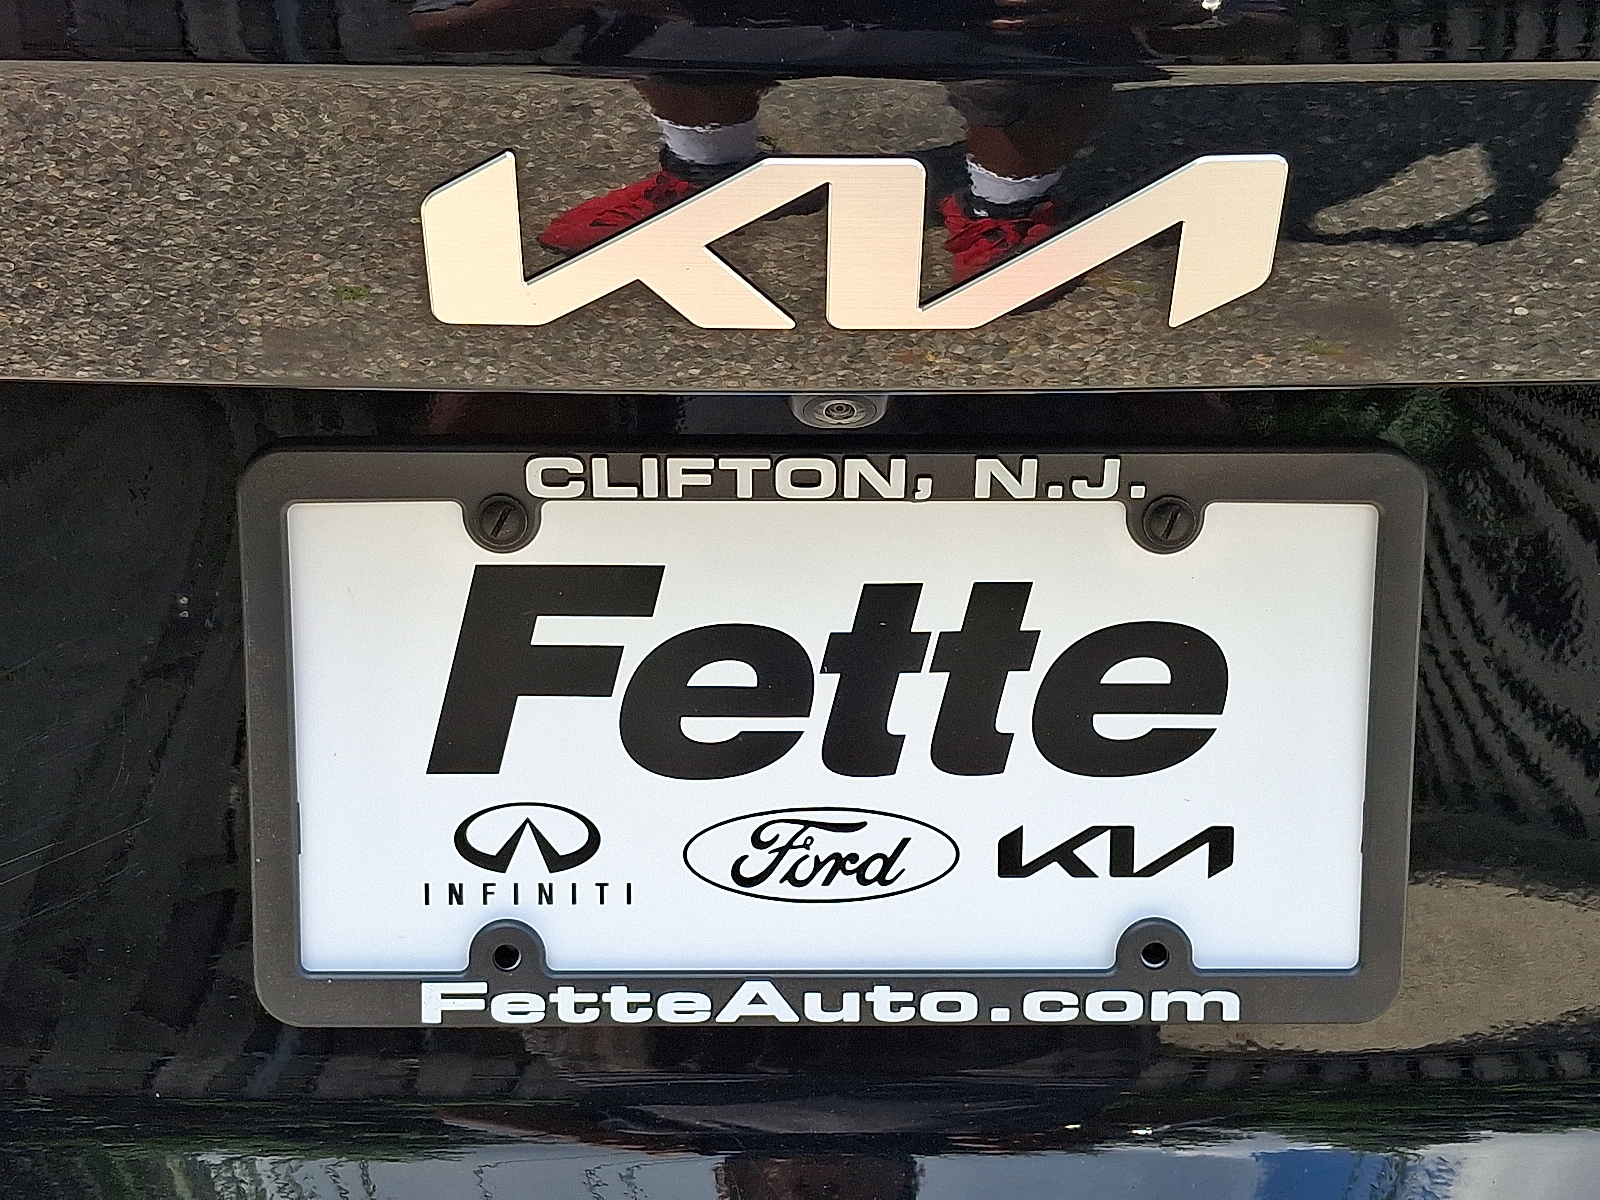 KIA
CLIFTON, N.J.
Fette
INFINITI Ford KIA
FetteAuto.com